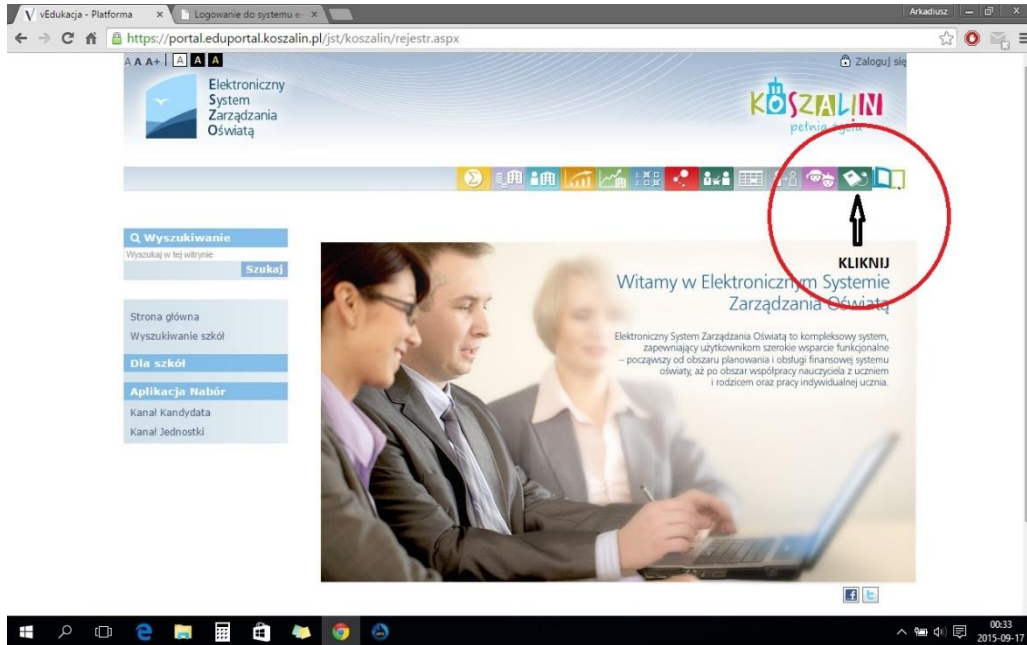 vEdukacja - Platforma
Logowanie do systemu e-
Arkadiusz
https://portal.eduportal.koszalin.pl/jst/koszalin/rejestr.aspx
A A A+ | A A A
Zaloguj się
Elektroniczny
System
Zarządzania
Oświatą
KOSZALIN
pełnia życia
KLIKNIJ
Wyszukiwanie
Wyszukaj w tej witrynie
Szukaj
Strona główna
Wyszukiwanie szkół
Dla szkół
Aplikacja Nabór
Kanał Kandydata
Kanał Jednostki
Witamy w Elektronicznym Systemie
Zarządzania Oświatą
Elektroniczny System Zarządzania Oświatą to kompleksowy system,
zapewniający użytkownikom szerokie wsparcie funkcjonalne
– począwszy od obszaru planowania i obsługi finansowej systemu
oświaty, aż po obszar współpracy nauczyciela z uczniem
i rodzicem oraz pracy indywidualnej ucznia.
00:33
2015-09-17